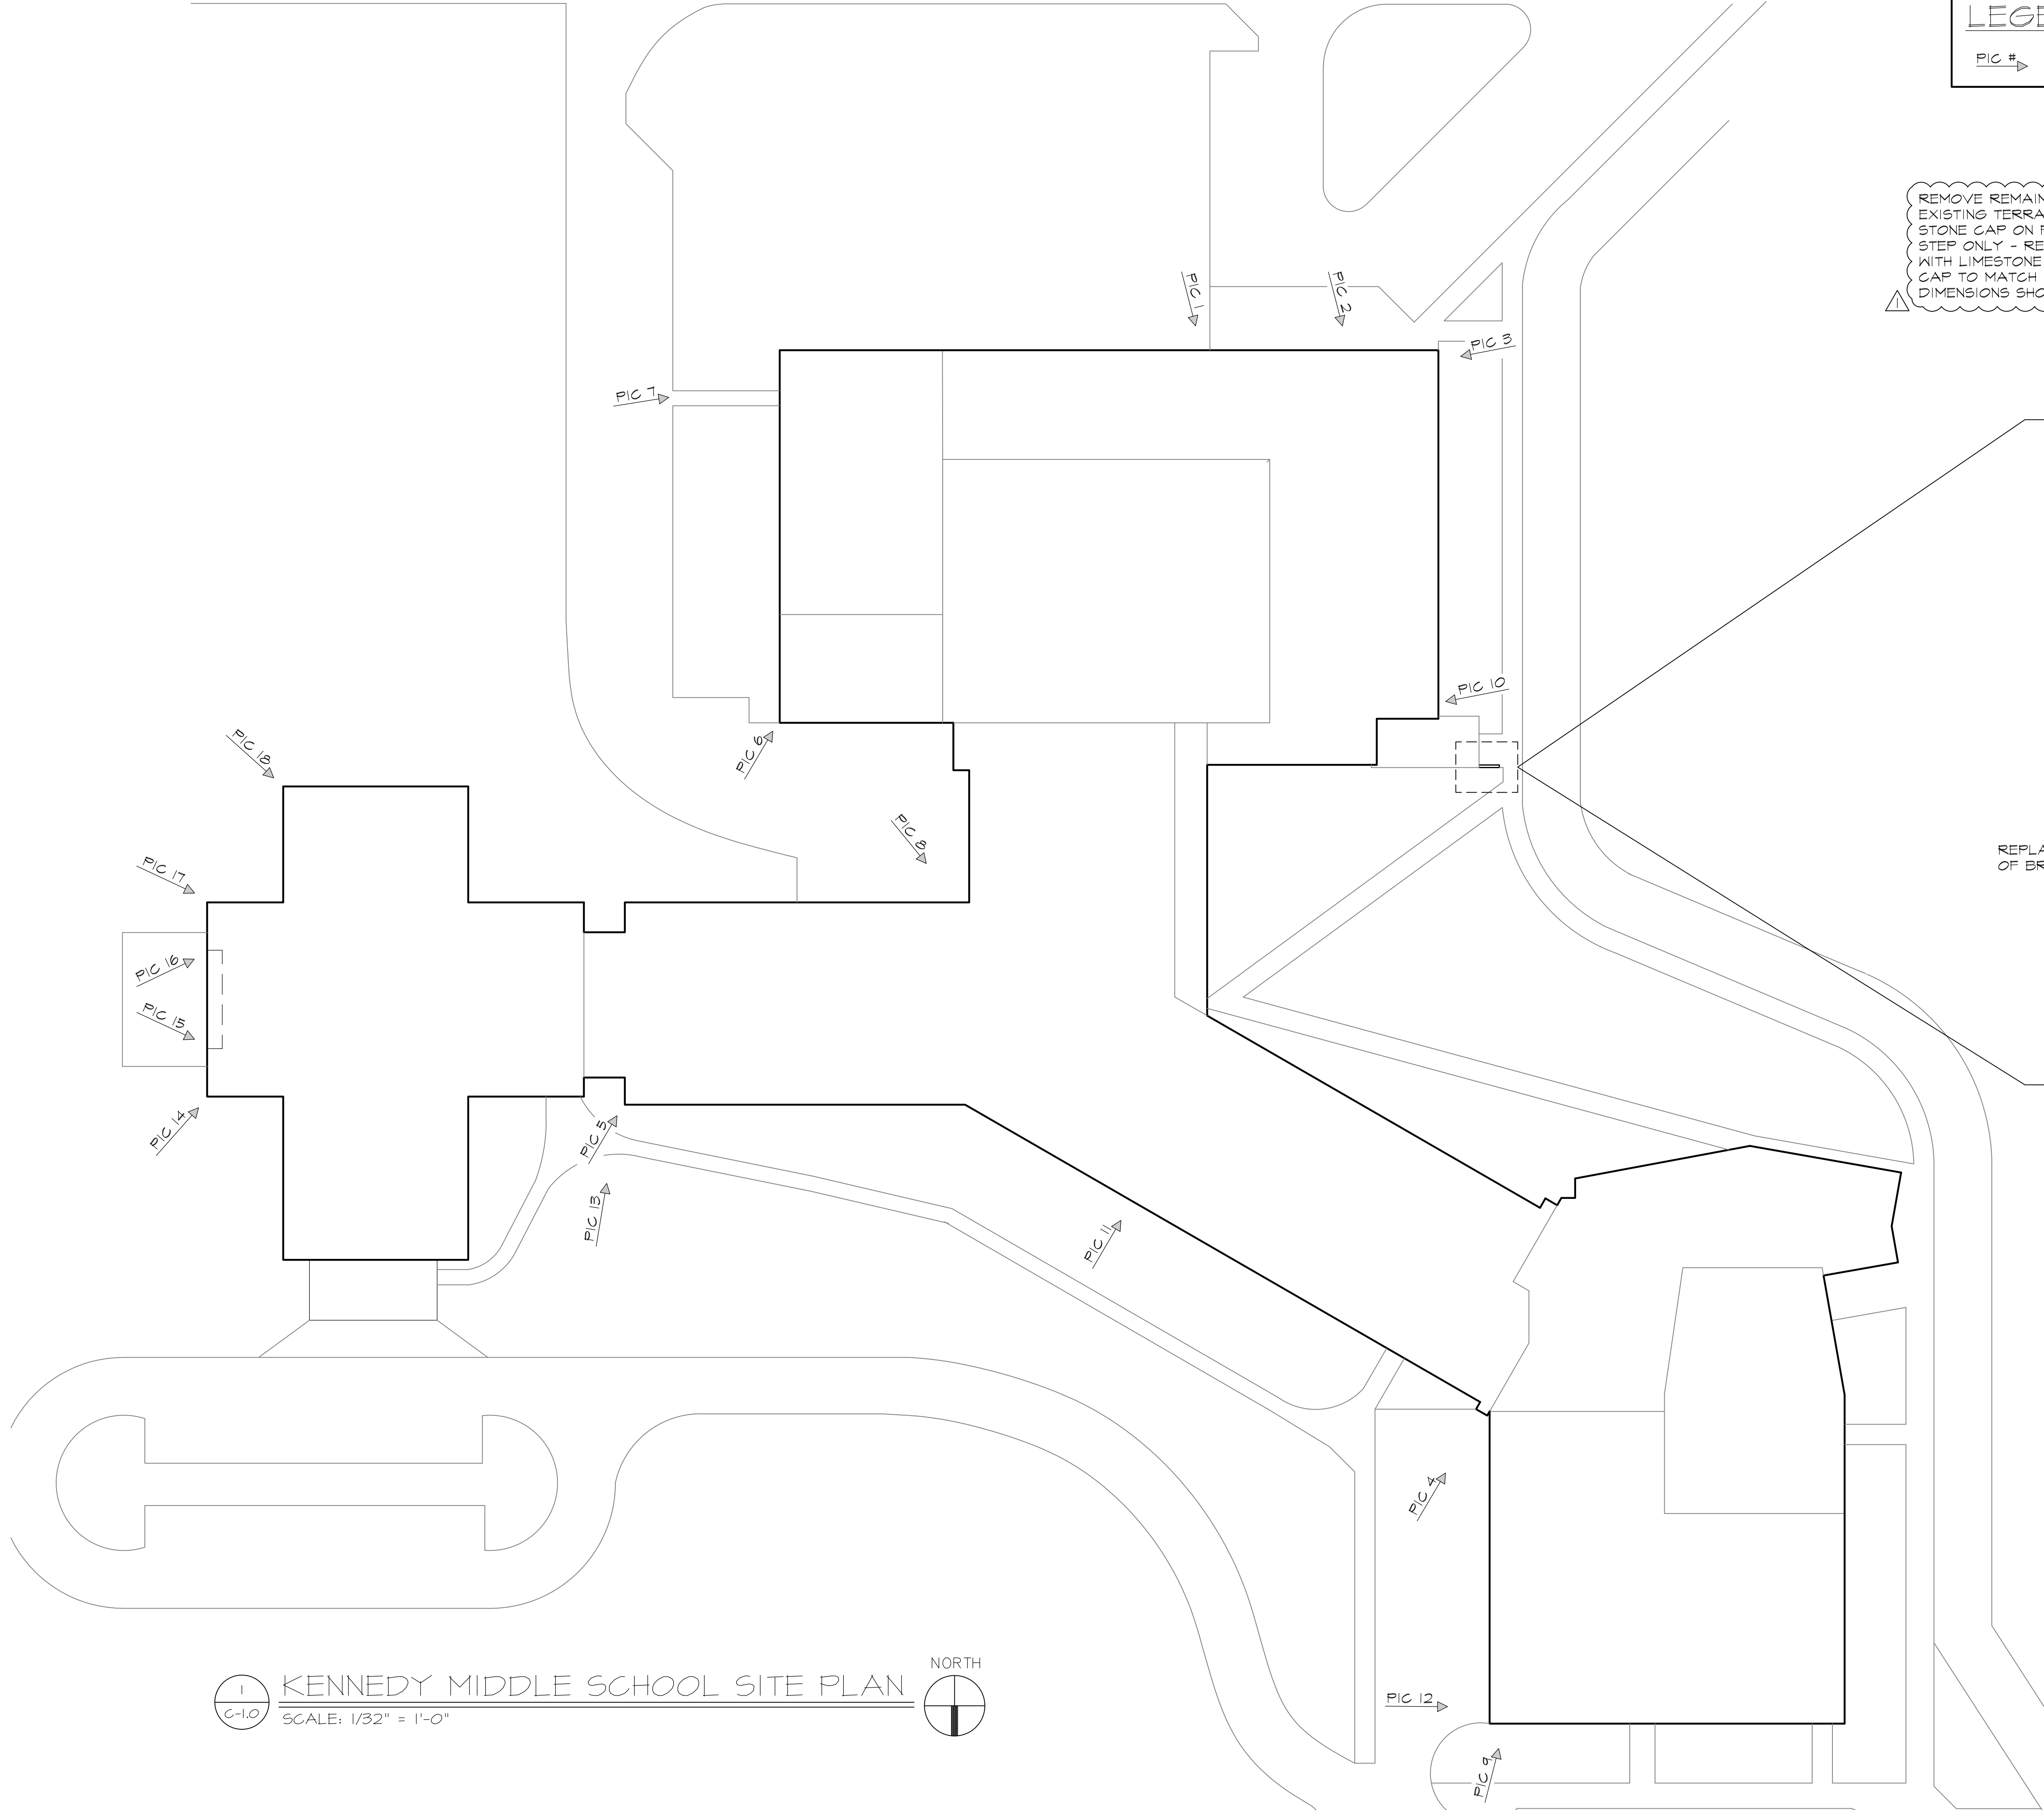 LEGE
PIC #
REMOVE REMAIN
EXISTING TERRA
STONE CAP ON F
STEP ONLY - RE
WITH LIMESTONE
CAP TO MATCH
DIMENSIONS SHO
1
PIC 1
PIC 2
PIC 3
PIC 7
PIC 10
PIC 6
PIC 18
PIC 8
REPLA
OF BR
PIC 17
PIC 16
PIC 15
PIC 14
PIC 5
PIC 13
PIC 11
PIC 4
NORTH
1
C-1.0
KENNEDY MIDDLE SCHOOL SITE PLAN
SCALE: 1/32" = 1'-0"
PIC 12
PIC 9